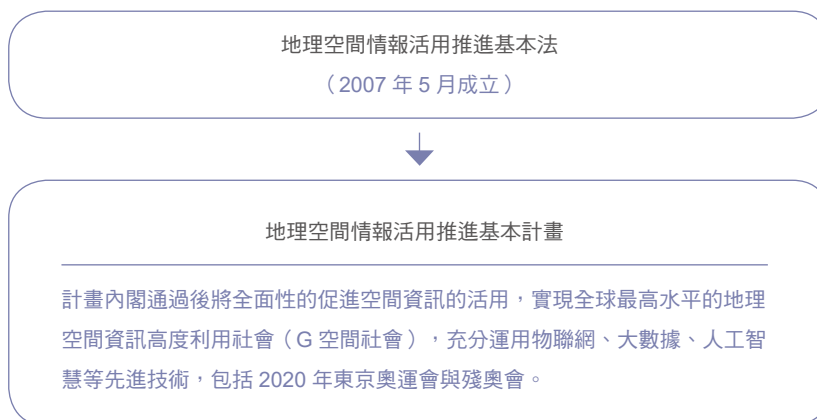 地理空間情報活用推進基本法
（2007 年 5 月成立）
地理空間情報活用推進基本計畫
計畫內閣通過後將全面性的促進空間資訊的活用，實現全球最高水平的地理
空間資訊高度利用社會（G 空間社會），充分運用物聯網、大數據、人工智
慧等先進技術，包括 2020 年東京奧運會與殘奧會。